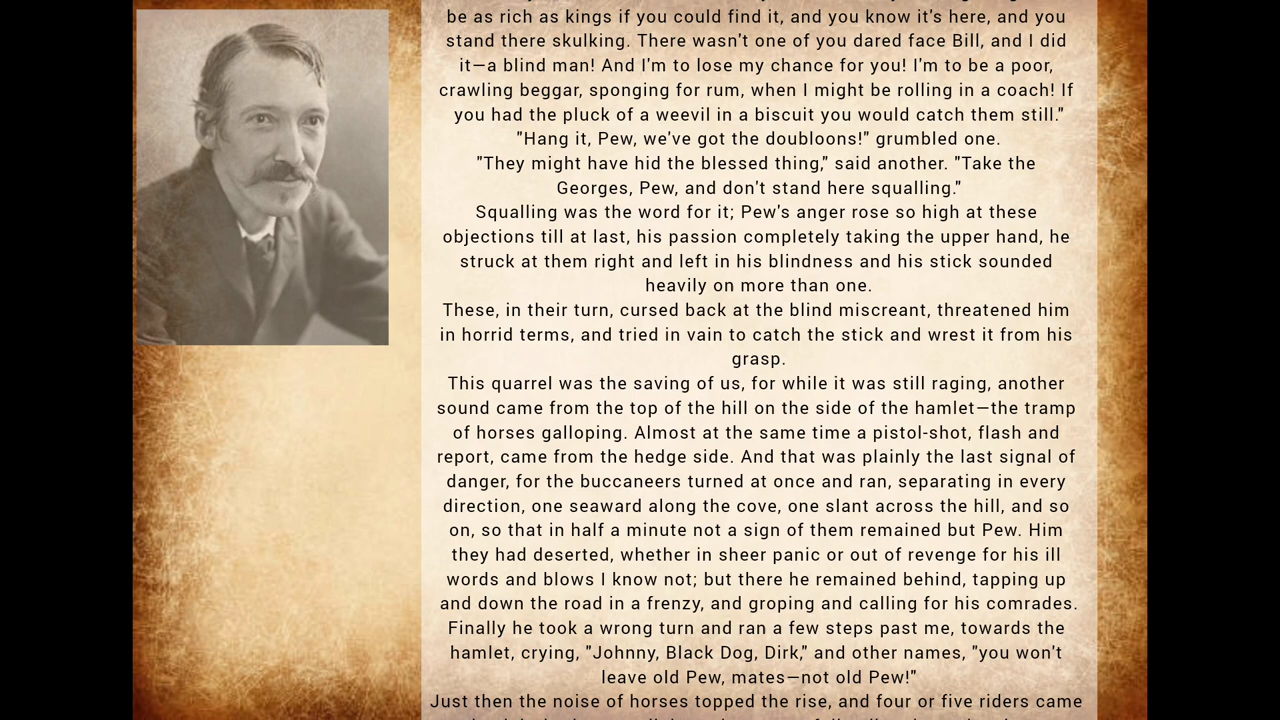 be as rich as kings if you could find it, and you know it's here, and you
stand there skulking. There wasn't one of you dared face Bill, and I did
it—a blind man! And I'm to lose my chance for you! I'm to be a poor,
crawling beggar, sponging for rum, when I might be rolling in a coach! If
you had the pluck of a weevil in a biscuit you would catch them still."
"Hang it, Pew, we've got the doubloons!" grumbled one.
"They might have hid the blessed thing," said another. "Take the
Georges, Pew, and don't stand here squalling."
Squalling was the word for it; Pew's anger rose so high at these
objections till at last, his passion completely taking the upper hand, he
struck at them right and left in his blindness and his stick sounded
heavily on more than one.
These, in their turn, cursed back at the blind miscreant, threatened him
in horrid terms, and tried in vain to catch the stick and wrest it from his
grasp.
This quarrel was the saving of us, for while it was still raging, another
sound came from the top of the hill on the side of the hamlet—the tramp
of horses galloping. Almost at the same time a pistol-shot, flash and
report, came from the hedge side. And that was plainly the last signal of
danger, for the buccaneers turned at once and ran, separating in every
direction, one seaward along the cove, one slant across the hill, and so
on, so that in half a minute not a sign of them remained but Pew. Him
they had deserted, whether in sheer panic or out of revenge for his ill
words and blows I know not; but there he remained behind, tapping up
and down the road in a frenzy, and groping and calling for his comrades.
Finally he took a wrong turn and ran a few steps past me, towards the
hamlet, crying, "Johnny, Black Dog, Dirk," and other names, "you won't
leave old Pew, mates—not old Pew!"
Just then the noise of horses topped the rise, and four or five riders came